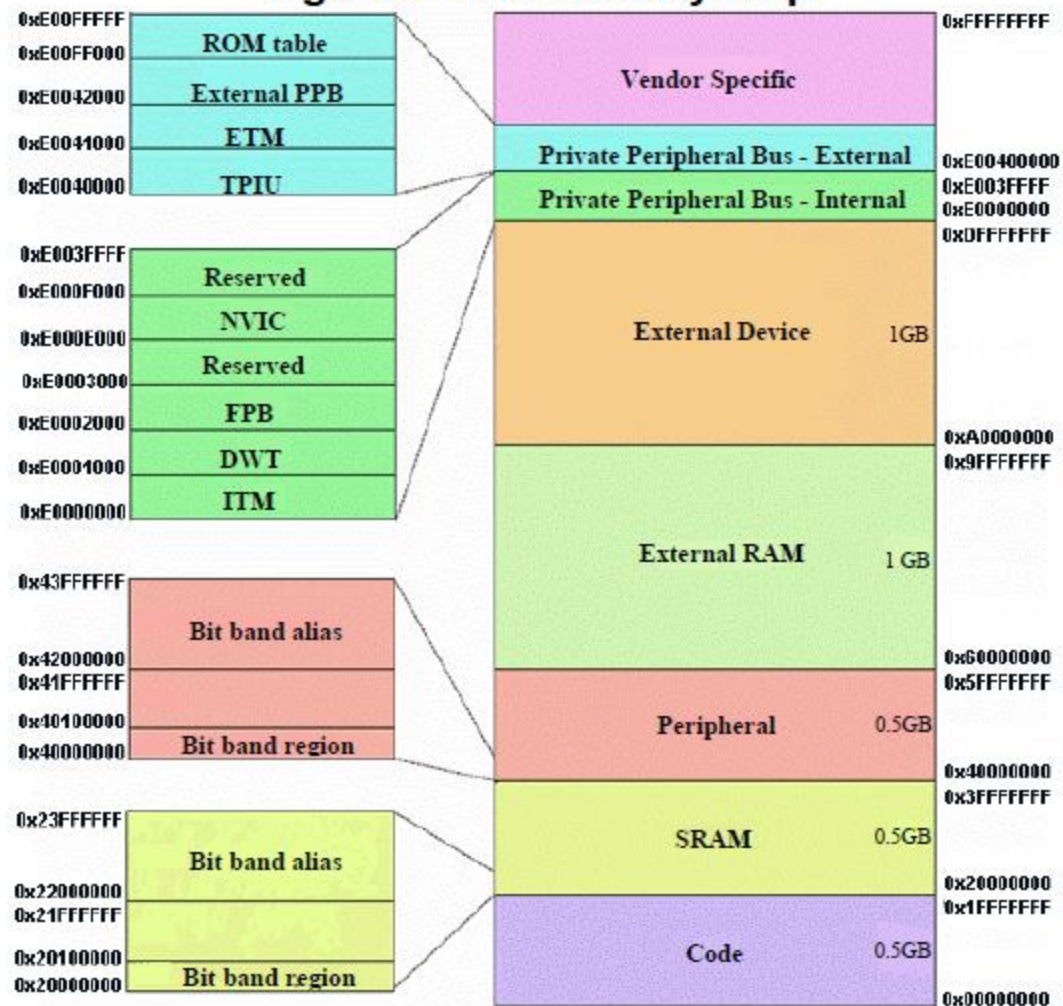 0xE00FFFFF
ROM table
0xE00FF000
External PPB
0xE0042000
ETM
0xE0041000
TPIU
0xE0040000
0xE003FFFF
Reserved
0xE000F000
NVIC
0xE000E000
Reserved
0xE0003000
FPB
0xE0002000
DWT
0xE0001000
ITM
0xE0000000
0x43FFFFFF
Bit band alias
0x42000000
0x41FFFFFF
0x40100000
Bit band region
0x40000000
0x23FFFFFF
Bit band alias
0x22000000
0x21FFFFFF
0x20100000
Bit band region
0x20000000
0xFFFFFFFF
Vendor Specific
Private Peripheral Bus - External
0xE00400000
0xE003FFFF
Private Peripheral Bus - Internal
0xE0000000
0xDFFFFFFF
External Device 1GB
0xA0000000
0x9FFFFFFF
External RAM 1 GB
0x60000000
0x5FFFFFFF
Peripheral 0.5GB
0x40000000
0x3FFFFFFF
SRAM 0.5GB
0x20000000
0x1FFFFFFF
Code 0.5GB
0x00000000